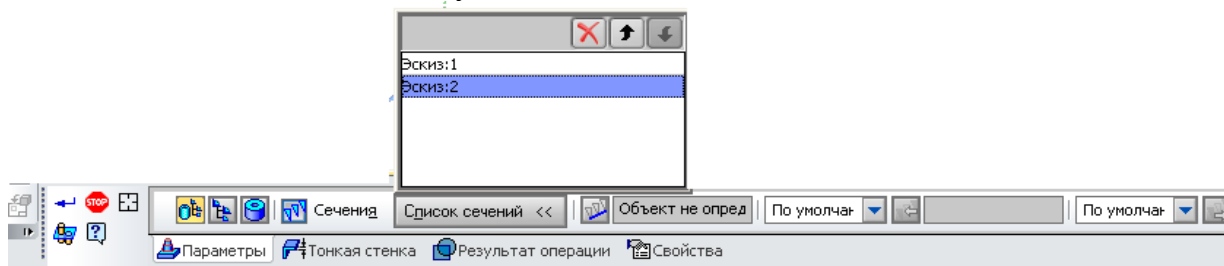 Эскиз:1
Эскиз:2
STOP
Сечения
Список сечений <<
Объект не опред
По умолчан
По умолчан
Параметры
Тонкая стенка
Результат операции
Свойства